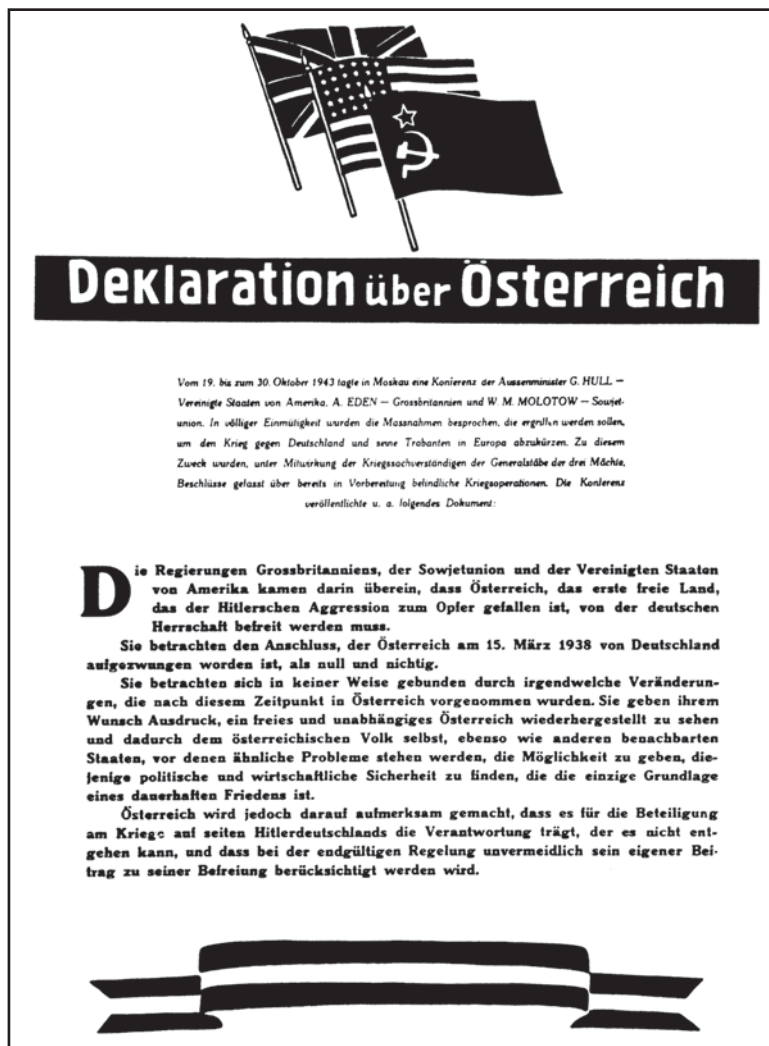 Deklaration über Österreich
Vom 19. bis zum 30. Oktober 1943 tagte in Moskau eine Konferenz der Aussenminister G. HULL –
Vereinigte Staaten von Amerika, A. EDEN – Grossbritannien und W. M. MOLOTOW – Sowjet-
union. In völliger Einmütigkeit wurden die Massnahmen besprochen, die ergriffen werden sollen,
um den Krieg gegen Deutschland und seine Trabanten in Europa abzukürzen. Zu diesem
Zweck wurden, unter Mitwirkung der Kriegssachverständigen der Generalstäbe der drei Mächte,
Beschlüsse gefasst über bereits in Vorbereitung befindliche Kriegsoperationen. Die Konferenz
veröffentlichte u. a. folgendes Dokument:
Die Regierungen Grossbritanniens, der Sowjetunion und der Vereinigten Staaten
von Amerika kamen darin überein, dass Österreich, das erste freie Land,
das der Hitlerschen Aggression zum Opfer gefallen ist, von der deutschen
Herrschaft befreit werden muss.
Sie betrachten den Anschluss, der Österreich am 15. März 1938 von Deutschland
aufgezwungen worden ist, als null und nichtig.
Sie betrachten sich in keiner Weise gebunden durch irgendwelche Veränderun-
gen, die nach diesem Zeitpunkt in Österreich vorgenommen wurden. Sie geben ihrem
Wunsch Ausdruck, ein freies und unabhängiges Österreich wiederhergestellt zu sehen
und dadurch dem österreichischen Volk selbst, ebenso wie anderen benachbarten
Staaten, vor denen ähnliche Probleme stehen werden, die Möglichkeit zu geben, die-
jenige politische und wirtschaftliche Sicherheit zu finden, die die einzige Grundlage
eines dauerhaften Friedens ist.
Österreich wird jedoch darauf aufmerksam gemacht, dass es für die Beteiligung
am Kriege auf seiten Hitlerdeutschlands die Verantwortung trägt, der es nicht ent-
gehen kann, und dass bei der endgültigen Regelung unvermeidlich sein eigener Bei-
trag zu seiner Befreiung berücksichtigt werden wird.